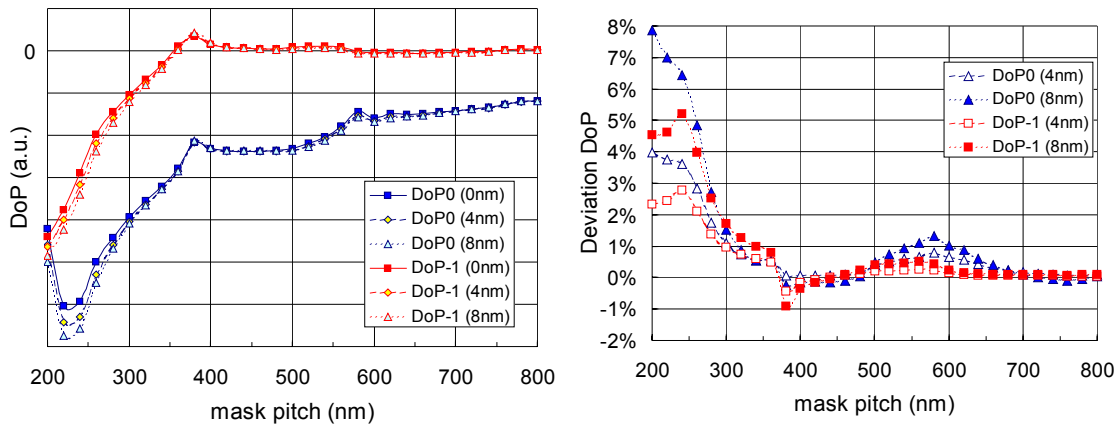 0
DoP (a.u.)
DoP0 (0nm)
DoP0 (4nm)
DoP0 (8nm)
DoP-1 (0nm)
DoP-1 (4nm)
DoP-1 (8nm)
200 300 400 500 600 700 800
mask pitch (nm)
8%
7%
6%
5%
4%
3%
2%
1%
0%
-1%
-2%
Deviation DoP
DoP0 (4nm)
DoP0 (8nm)
DoP-1 (4nm)
DoP-1 (8nm)
200 300 400 500 600 700 800
mask pitch (nm)